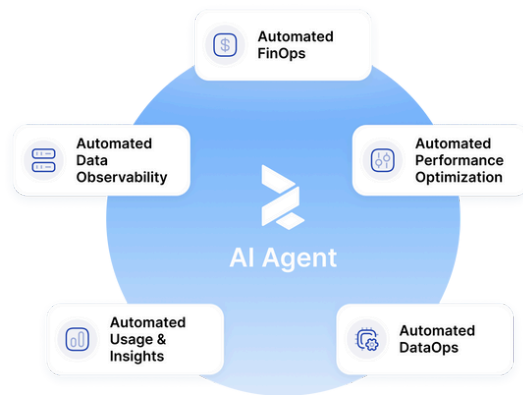 Automated
FinOps
Automated
Data
Observability
Automated
Performance
Optimization
AI Agent
Automated
Usage &
Insights
Automated
DataOps